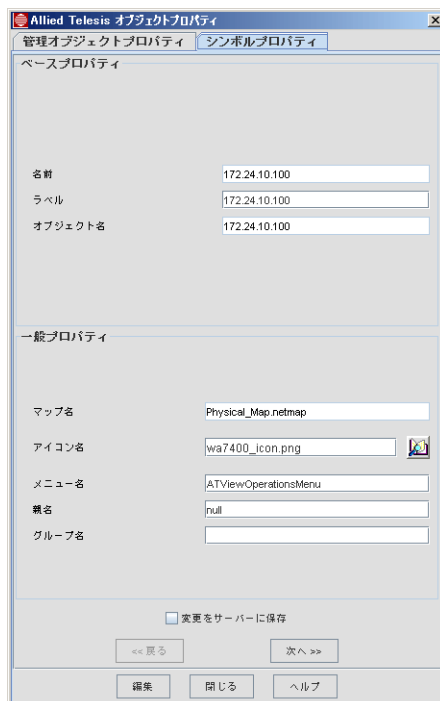 Allied Telesis オブジェクトプロパティ
管理オブジェクトプロパティ シンボルプロパティ
ベースプロパティ
名前 172.24.10.100
ラベル 172.24.10.100
オブジェクト名 172.24.10.100
一般プロパティ
マップ名 Physical_Map.netmap
アイコン名 wa7400_icon.png
メニュー名 ATViewOperationsMenu
親名 null
グループ名
変更をサーバーに保存
<< 戻る 次へ >>
編集 閉じる ヘルプ